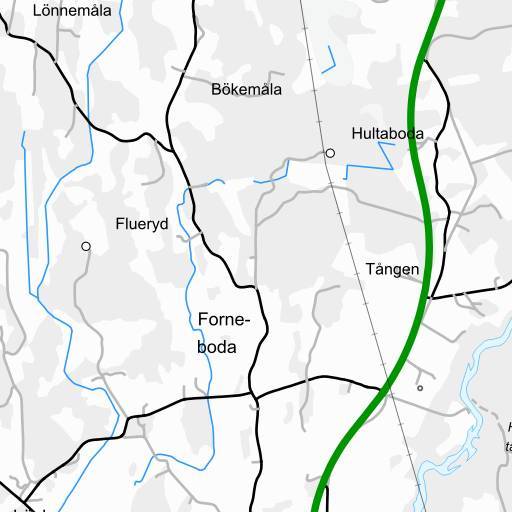 Lönnemåla
Bökemåla
Hultaboda
Flueryd
Tången
Forne-
boda